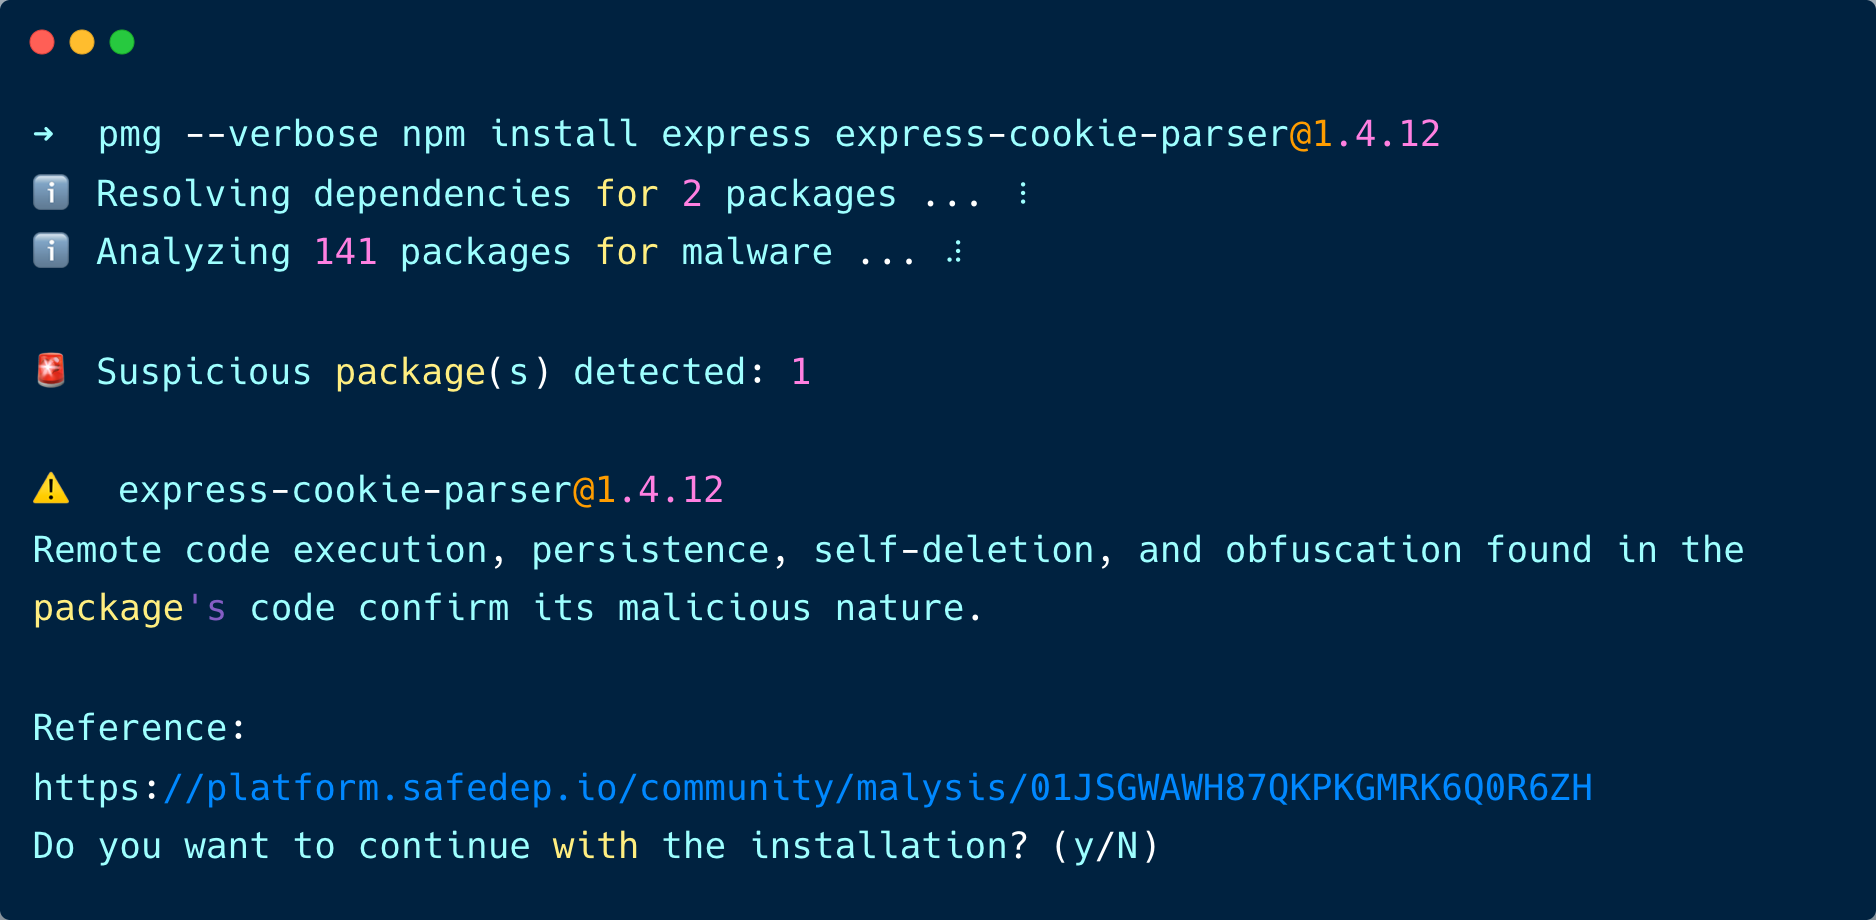 ➜ pmg --verbose npm install express express-cookie-parser@1.4.12
ℹ️ Resolving dependencies for 2 packages ... ⠇
ℹ️ Analyzing 141 packages for malware ... ⠼
🚨 Suspicious package(s) detected: 1
⚠️ express-cookie-parser@1.4.12
Remote code execution, persistence, self-deletion, and obfuscation found in the
package's code confirm its malicious nature.
Reference:
https://platform.safedep.io/community/malysis/01JSGWAWH87QKPKGMRK6Q0R6ZH
Do you want to continue with the installation? (y/N)